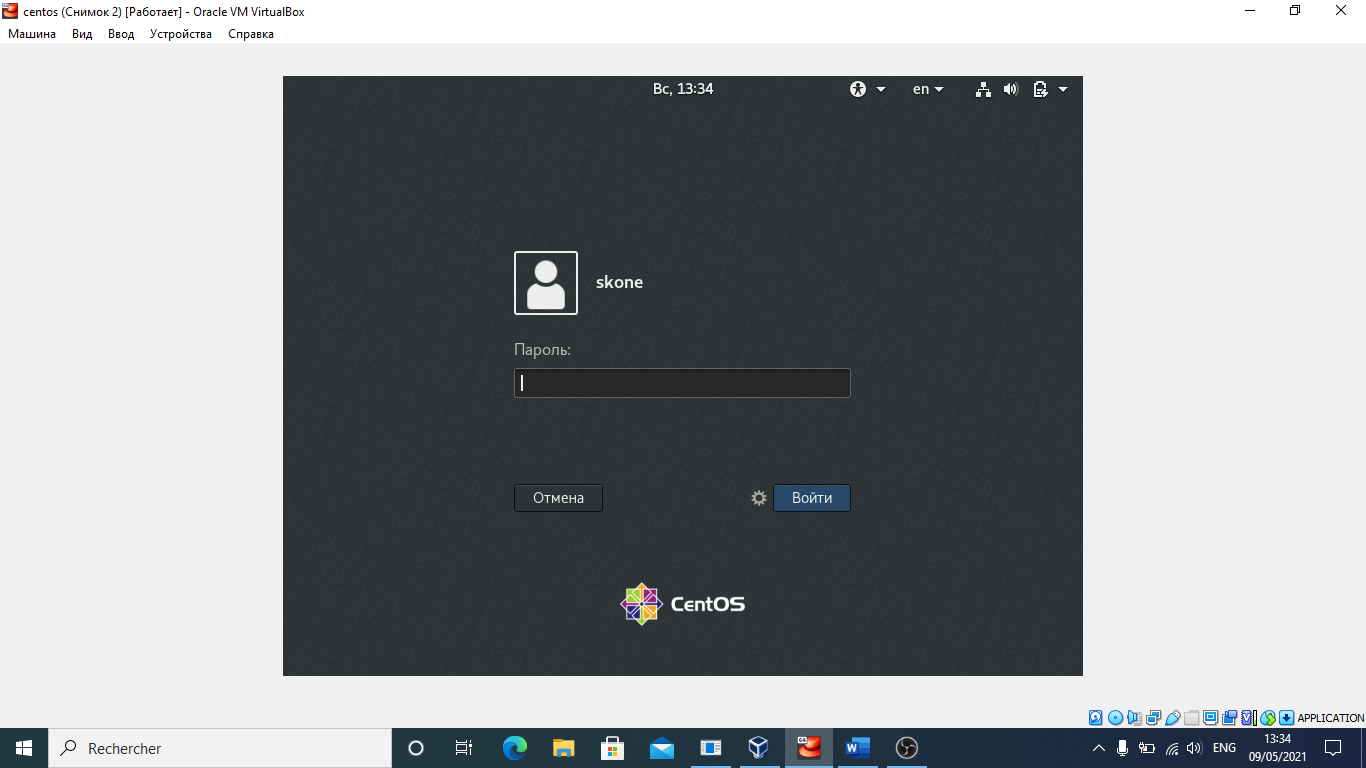 centos (Снимок 2) [Работает] - Oracle VM VirtualBox
Машина Вид Ввод Устройства Справка
Вс, 13:34 en
skone
Пароль:
Отмена Войти
CentOS
APPLICATION
Rechercher
ENG 13:34
09/05/2021